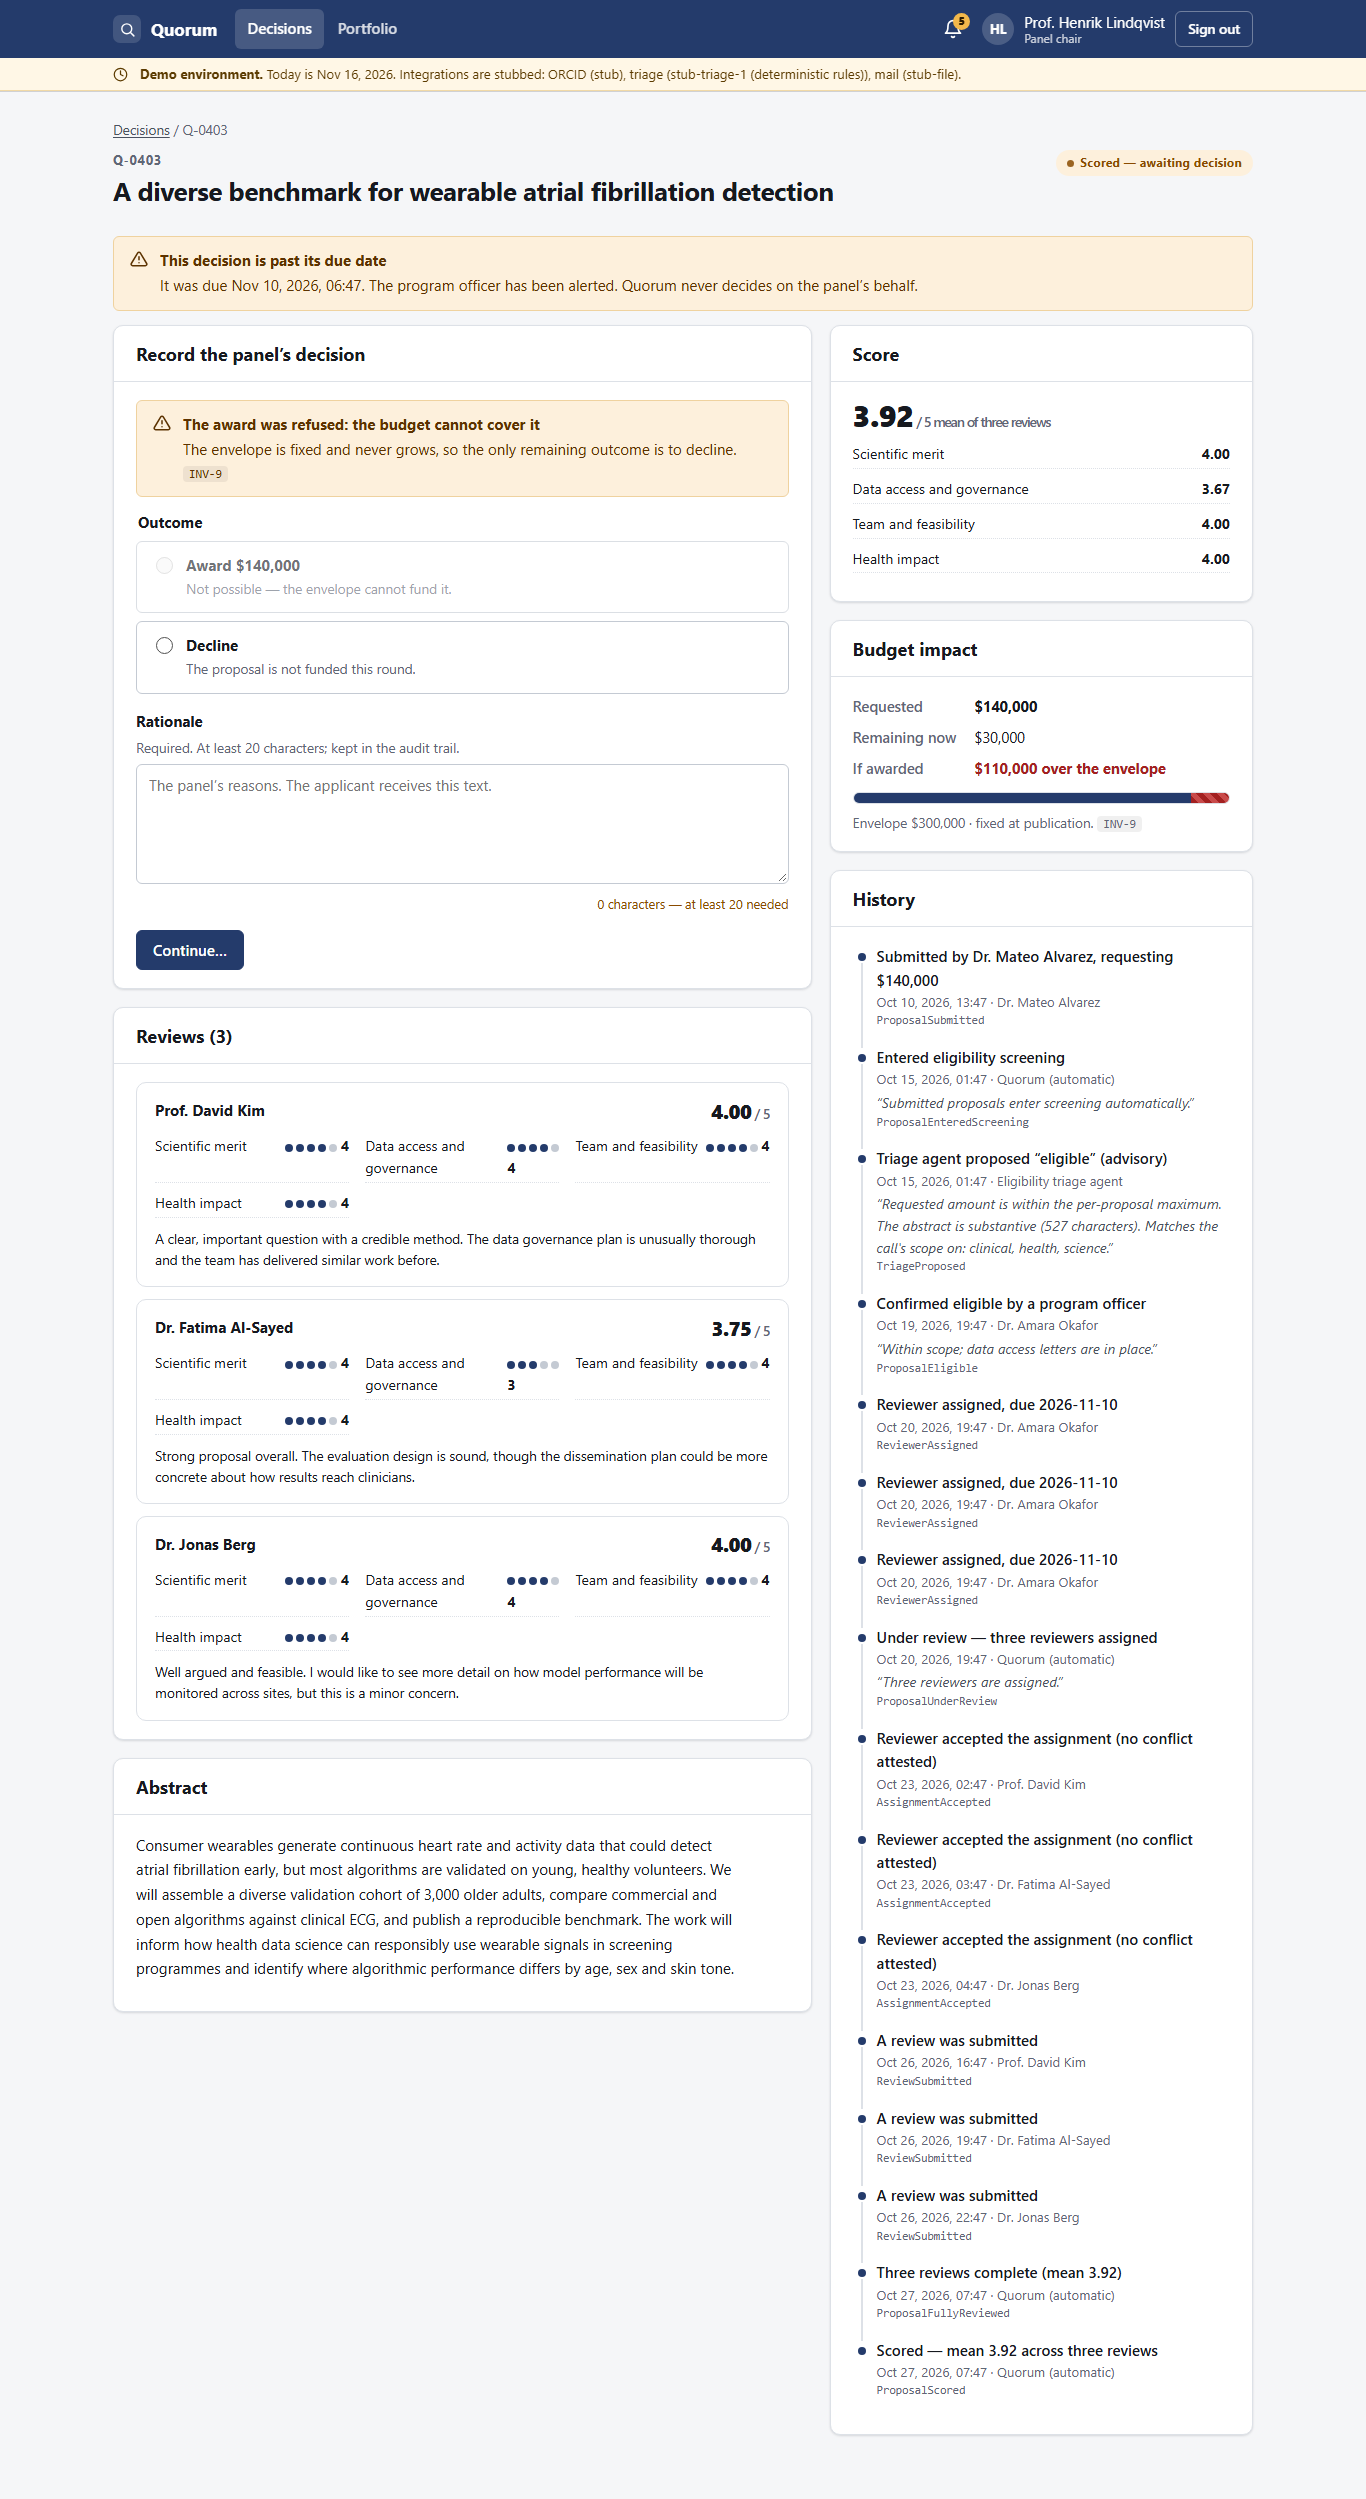 Quorum
Decisions
Portfolio
5
HL
Prof. Henrik Lindqvist
Panel chair
Sign out
Demo environment. Today is Nov 16, 2026. Integrations are stubbed: ORCID (stub), triage (stub-triage-1 (deterministic rules)), mail (stub-file).
Decisions / Q-0403
Q-0403
Scored — awaiting decision
A diverse benchmark for wearable atrial fibrillation detection
This decision is past its due date
It was due Nov 10, 2026, 06:47. The program officer has been alerted. Quorum never decides on the panel's behalf.
Record the panel's decision
The award was refused: the budget cannot cover it
The envelope is fixed and never grows, so the only remaining outcome is to decline.
INV-9
Outcome
Award $140,000
Not possible — the envelope cannot fund it.
Decline
The proposal is not funded this round.
Rationale
Required. At least 20 characters; kept in the audit trail.
The panel's reasons. The applicant receives this text.
0 characters — at least 20 needed
Continue…
Reviews (3)
Prof. David Kim
4.00 / 5
Scientific merit 4
Data access and
governance 4
Team and feasibility 4
Health impact 4
A clear, important question with a credible method. The data governance plan is unusually thorough
and the team has delivered similar work before.
Dr. Fatima Al-Sayed
3.75 / 5
Scientific merit 4
Data access and
governance 3
Team and feasibility 4
Health impact 4
Strong proposal overall. The evaluation design is sound, though the dissemination plan could be more
concrete about how results reach clinicians.
Dr. Jonas Berg
4.00 / 5
Scientific merit 4
Data access and
governance 4
Team and feasibility 4
Health impact 4
Well argued and feasible. I would like to see more detail on how model performance will be
monitored across sites, but this is a minor concern.
Abstract
Consumer wearables generate continuous heart rate and activity data that could detect
atrial fibrillation early, but most algorithms are validated on young, healthy volunteers. We
will assemble a diverse validation cohort of 3,000 older adults, compare commercial and
open algorithms against clinical ECG, and publish a reproducible benchmark. The work will
inform how health data science can responsibly use wearable signals in screening
programmes and identify where algorithmic performance differs by age, sex and skin tone.
Score
3.92 / 5 mean of three reviews
Scientific merit 4.00
Data access and governance 3.67
Team and feasibility 4.00
Health impact 4.00
Budget impact
Requested $140,000
Remaining now $30,000
If awarded $110,000 over the envelope
Envelope $300,000 · fixed at publication. INV-9
History
Submitted by Dr. Mateo Alvarez, requesting
$140,000
Oct 10, 2026, 13:47 · Dr. Mateo Alvarez
ProposalSubmitted
Entered eligibility screening
Oct 15, 2026, 01:47 · Quorum (automatic)
“Submitted proposals enter screening automatically.”
ProposalEnteredScreening
Triage agent proposed “eligible” (advisory)
Oct 15, 2026, 01:47 · Eligibility triage agent
“Requested amount is within the per-proposal maximum.
The abstract is substantive (527 characters). Matches the
call's scope on: clinical, health, science.”
TriageProposed
Confirmed eligible by a program officer
Oct 19, 2026, 19:47 · Dr. Amara Okafor
“Within scope; data access letters are in place.”
ProposalEligible
Reviewer assigned, due 2026-11-10
Oct 20, 2026, 19:47 · Dr. Amara Okafor
ReviewerAssigned
Reviewer assigned, due 2026-11-10
Oct 20, 2026, 19:47 · Dr. Amara Okafor
ReviewerAssigned
Reviewer assigned, due 2026-11-10
Oct 20, 2026, 19:47 · Dr. Amara Okafor
ReviewerAssigned
Under review — three reviewers assigned
Oct 20, 2026, 19:47 · Quorum (automatic)
“Three reviewers are assigned.”
ProposalUnderReview
Reviewer accepted the assignment (no conflict
attested)
Oct 23, 2026, 02:47 · Prof. David Kim
AssignmentAccepted
Reviewer accepted the assignment (no conflict
attested)
Oct 23, 2026, 03:47 · Dr. Fatima Al-Sayed
AssignmentAccepted
Reviewer accepted the assignment (no conflict
attested)
Oct 23, 2026, 04:47 · Dr. Jonas Berg
AssignmentAccepted
A review was submitted
Oct 26, 2026, 16:47 · Prof. David Kim
ReviewSubmitted
A review was submitted
Oct 26, 2026, 19:47 · Dr. Fatima Al-Sayed
ReviewSubmitted
A review was submitted
Oct 26, 2026, 22:47 · Dr. Jonas Berg
ReviewSubmitted
Three reviews complete (mean 3.92)
Oct 27, 2026, 07:47 · Quorum (automatic)
ProposalFullyReviewed
Scored — mean 3.92 across three reviews
Oct 27, 2026, 07:47 · Quorum (automatic)
ProposalScored